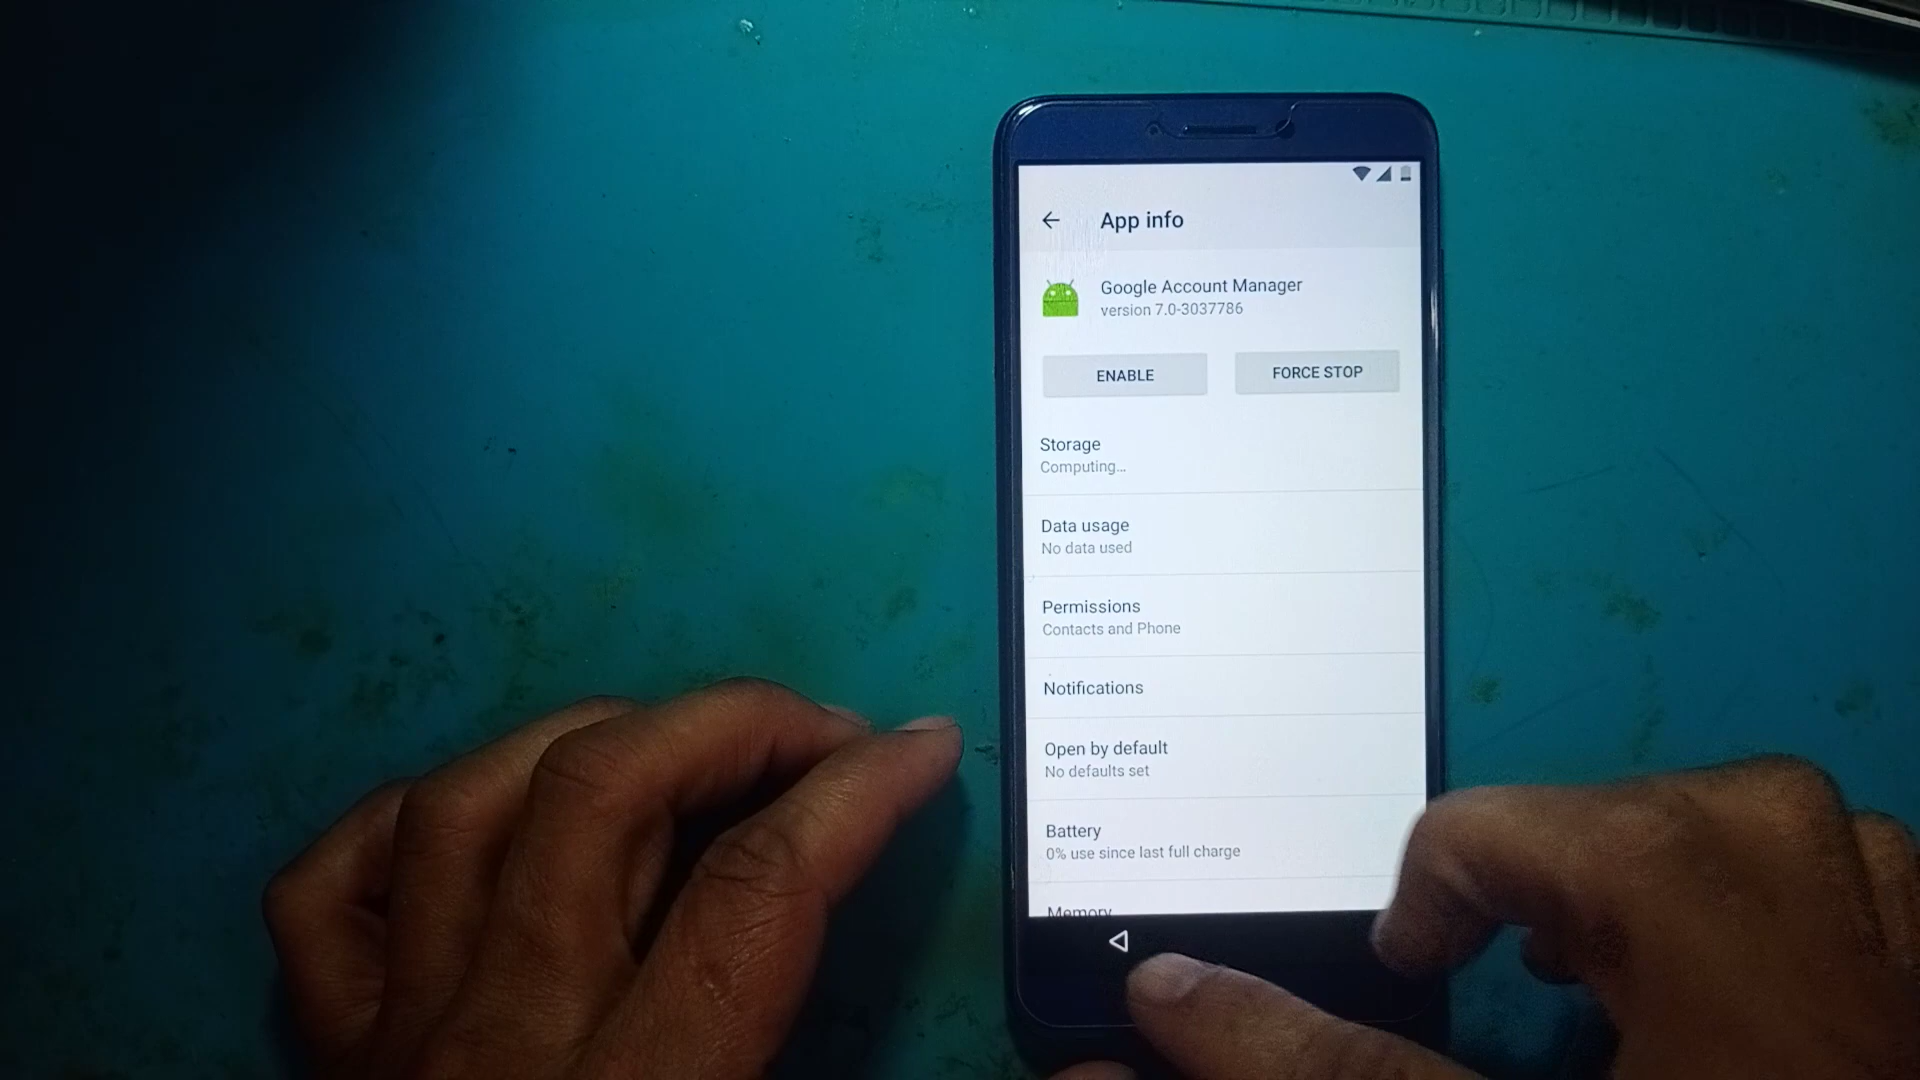 App info
Google Account Manager
version 7.0-3037786
ENABLE
FORCE STOP
Storage
Computing...
Data usage
No data used
Permissions
Contacts and Phone
Notifications
Open by default
No defaults set
Battery
0% use since last full charge
Memory